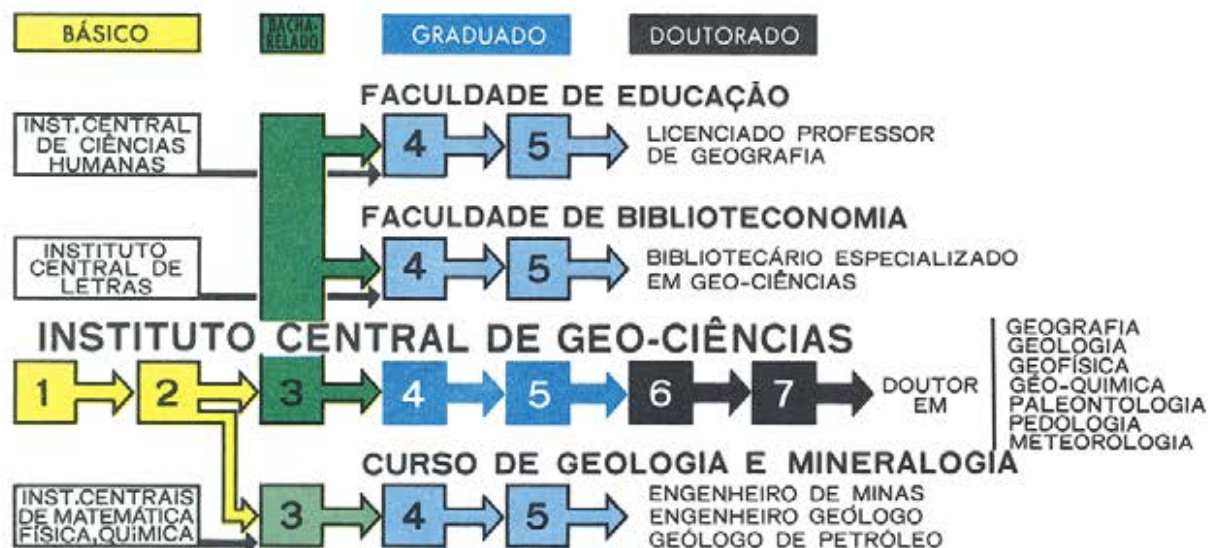 BÁSICO
BACHA-
RELADO
GRADUADO
DOUTORADO
FACULDADE DE EDUCAÇÃO
INST. CENTRAL
DE CIÊNCIAS
HUMANAS
4
5
LICENCIADO PROFESSOR
DE GEOGRAFIA
FACULDADE DE BIBLIOTECONOMIA
INSTITUTO
CENTRAL DE
LETRAS
4
5
BIBLIOTECÁRIO ESPECIALIZADO
EM GEO-CIÊNCIAS
INSTITUTO CENTRAL DE GEO-CIÊNCIAS
1
2
3
4
5
6
7
DOUTOR
EM
GEOGRAFIA
GEOLOGIA
GEOFÍSICA
GÉO-QUIMICA
PALEONTOLOGIA
PEDOLOGIA
METEOROLOGIA
CURSO DE GEOLOGIA E MINERALOGIA
INST.CENTRAIS
DE MATEMÁTICA
FÍSICA, QUÍMICA
3
4
5
ENGENHEIRO DE MINAS
ENGENHEIRO GEÓLOGO
GEÓLOGO DE PETRÓLEO